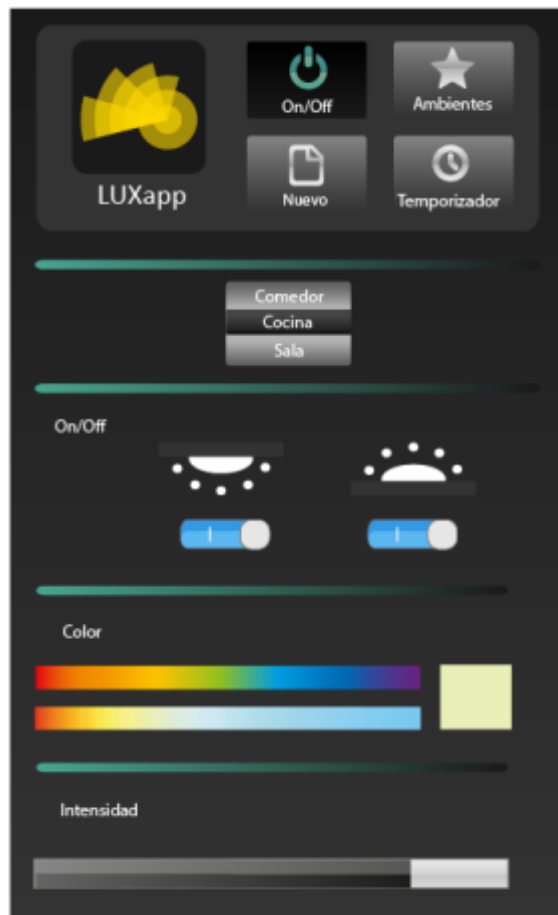 LUXapp
On/Off
Ambientes
Nuevo
Temporizador
Comedor
Cocina
Sala
On/Off
Color
Intensidad